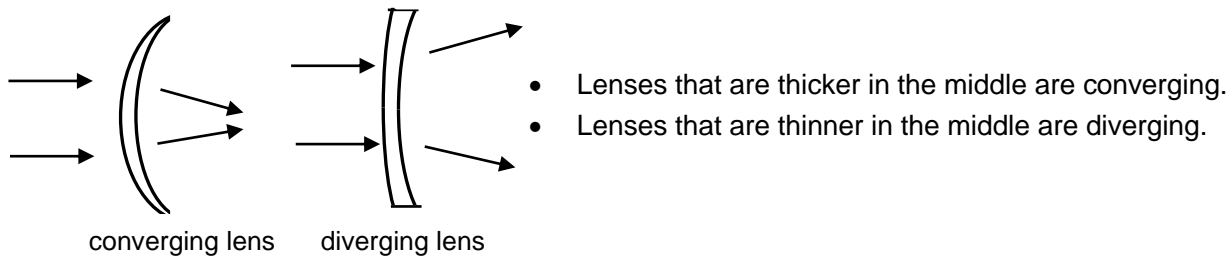 • Lenses that are thicker in the middle are converging.
• Lenses that are thinner in the middle are diverging.
converging lens diverging lens